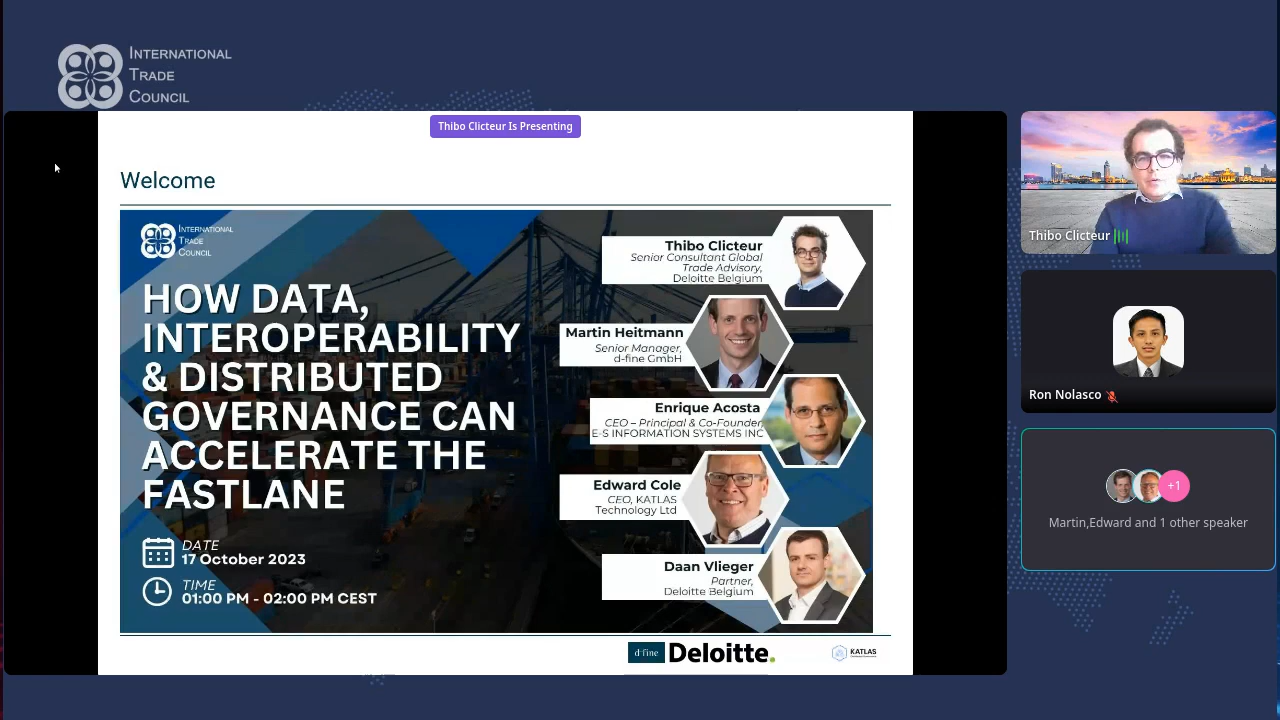 INTERNATIONAL
TRADE
COUNCIL
Thibo Clicteur Is Presenting
Welcome
INTERNATIONAL
TRADE
COUNCIL
HOW DATA,
INTEROPERABILITY
& DISTRIBUTED
GOVERNANCE CAN
ACCELERATE THE
FASTLANE
DATE
17 October 2023
TIME
01:00 PM - 02:00 PM CEST
Thibo Clicteur
Senior Consultant Global
Trade Advisory,
Deloitte Belgium
Martin Heitmann
Senior Manager,
d-fine GmbH
Enrique Acosta
CEO – Principal & Co-Founder,
E-S INFORMATION SYSTEMS INC
Edward Cole
CEO, KATLAS
Technology Ltd
Daan Vlieger
Partner,
Deloitte Belgium
d-fine
Deloitte.
KATLAS
Thibo Clicteur
Ron Nolasco
+1
Martin,Edward and 1 other speaker